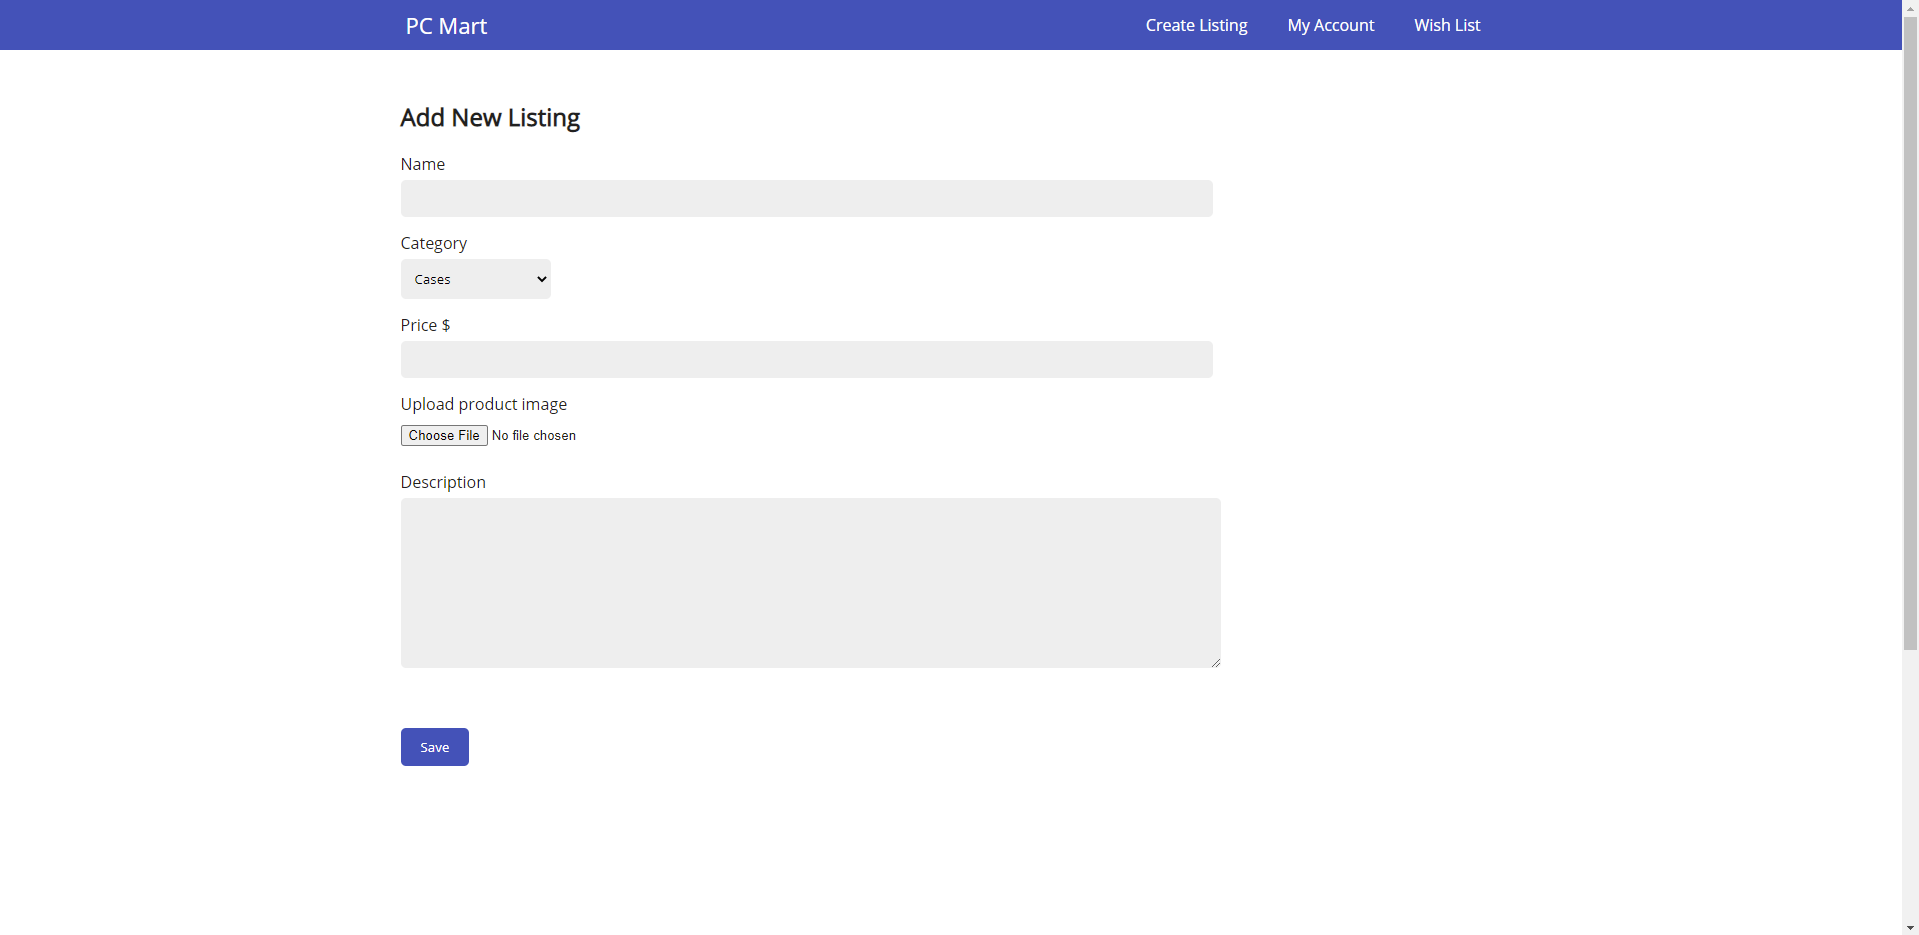 PC Mart Create Listing My Account Wish List
Add New Listing
Name
Category
Cases
Price $
Upload product image
Choose File No file chosen
Description
Save